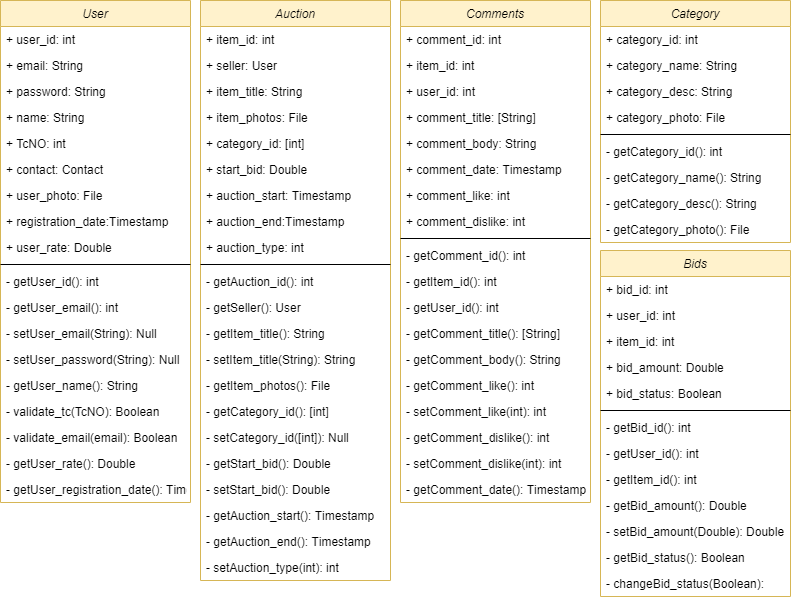 User
+ user_id: int
+ email: String
+ password: String
+ name: String
+ TcNO: int
+ contact: Contact
+ user_photo: File
+ registration_date:Timestamp
+ user_rate: Double
- getUser_id(): int
- getUser_email(): int
- setUser_email(String): Null
- setUser_password(String): Null
- getUser_name(): String
- validate_tc(TcNO): Boolean
- validate_email(email): Boolean
- getUser_rate(): Double
- getUser_registration_date(): Tim
Auction
+ item_id: int
+ seller: User
+ item_title: String
+ item_photos: File
+ category_id: [int]
+ start_bid: Double
+ auction_start: Timestamp
+ auction_end:Timestamp
+ auction_type: int
- getAuction_id(): int
- getSeller(): User
- getItem_title(): String
- setItem_title(String): String
- getItem_photos(): File
- getCategory_id(): [int]
- setCategory_id([int]): Null
- getStart_bid(): Double
- setStart_bid(): Double
- getAuction_start(): Timestamp
- getAuction_end(): Timestamp
- setAuction_type(int): int
Comments
+ comment_id: int
+ item_id: int
+ user_id: int
+ comment_title: [String]
+ comment_body: String
+ comment_date: Timestamp
+ comment_like: int
+ comment_dislike: int
- getComment_id(): int
- getItem_id(): int
- getUser_id(): int
- getComment_title(): [String]
- getComment_body(): String
- getComment_like(): int
- setComment_like(int): int
- getComment_dislike(): int
- setComment_dislike(int): int
- getComment_date(): Timestamp
Category
+ category_id: int
+ category_name: String
+ category_desc: String
+ category_photo: File
- getCategory_id(): int
- getCategory_name(): String
- getCategory_desc(): String
- getCategory_photo(): File
Bids
+ bid_id: int
+ user_id: int
+ item_id: int
+ bid_amount: Double
+ bid_status: Boolean
- getBid_id(): int
- getUser_id(): int
- getItem_id(): int
- getBid_amount(): Double
- setBid_amount(Double): Double
- getBid_status(): Boolean
- changeBid_status(Boolean):